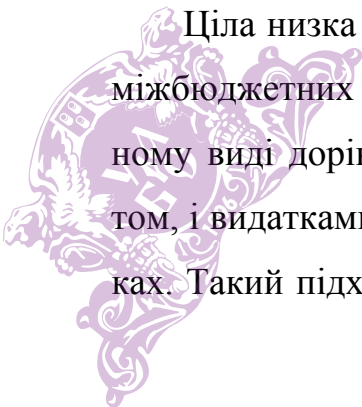 Ціла низка
міжбюджетних
ному виді дорів
том, і видатками
ках. Такий підх